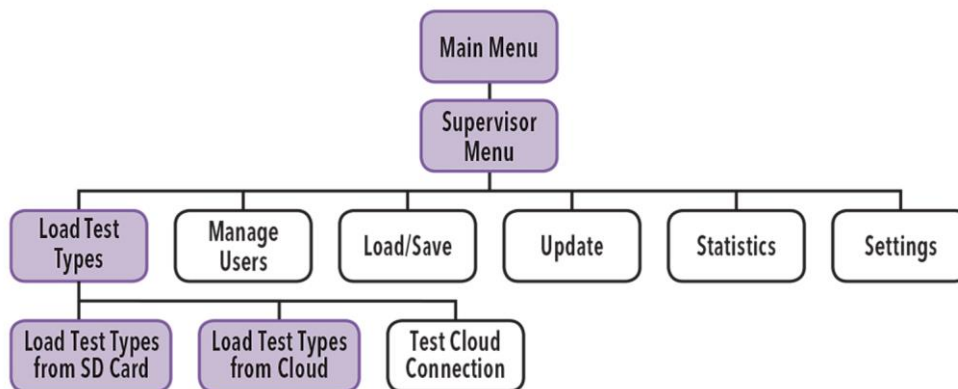 Main Menu
Supervisor
Menu
Load Test
Types
Manage
Users
Load/Save
Update
Statistics
Settings
Load Test Types
from SD Card
Load Test Types
from Cloud
Test Cloud
Connection